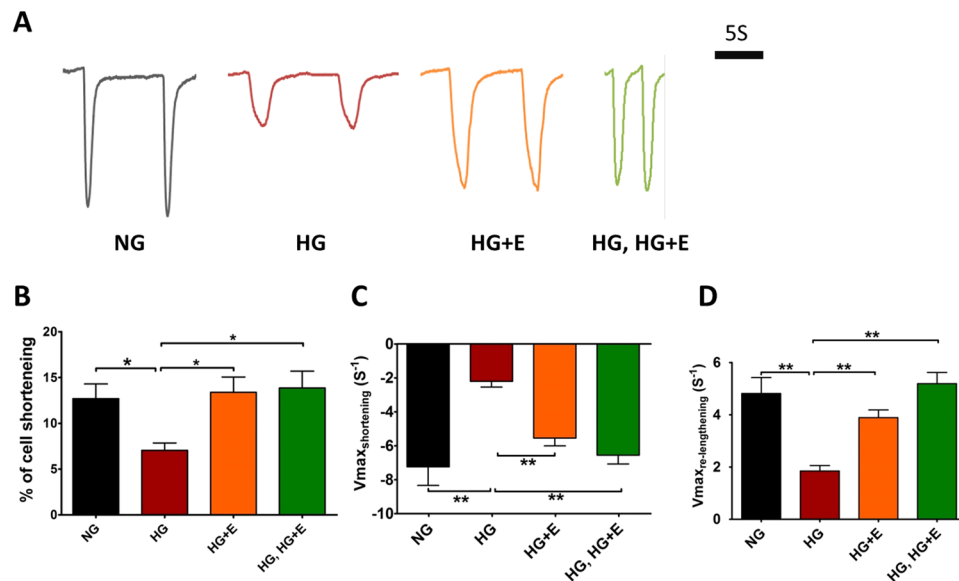 A
5S
NG HG HG+E HG, HG+E
B
% of cell shorteneing
20
15
10
5
0
* * *
NG HG HG+E HG, HG+E
C
Vmaxshortening (S-1)
0
-2
-4
-6
-8
-10
**
** **
NG HG HG+E HG, HG+E
D
Vmaxre-lengthening (S-1)
6
4
2
0
**
** **
NG HG HG+E HG, HG+E